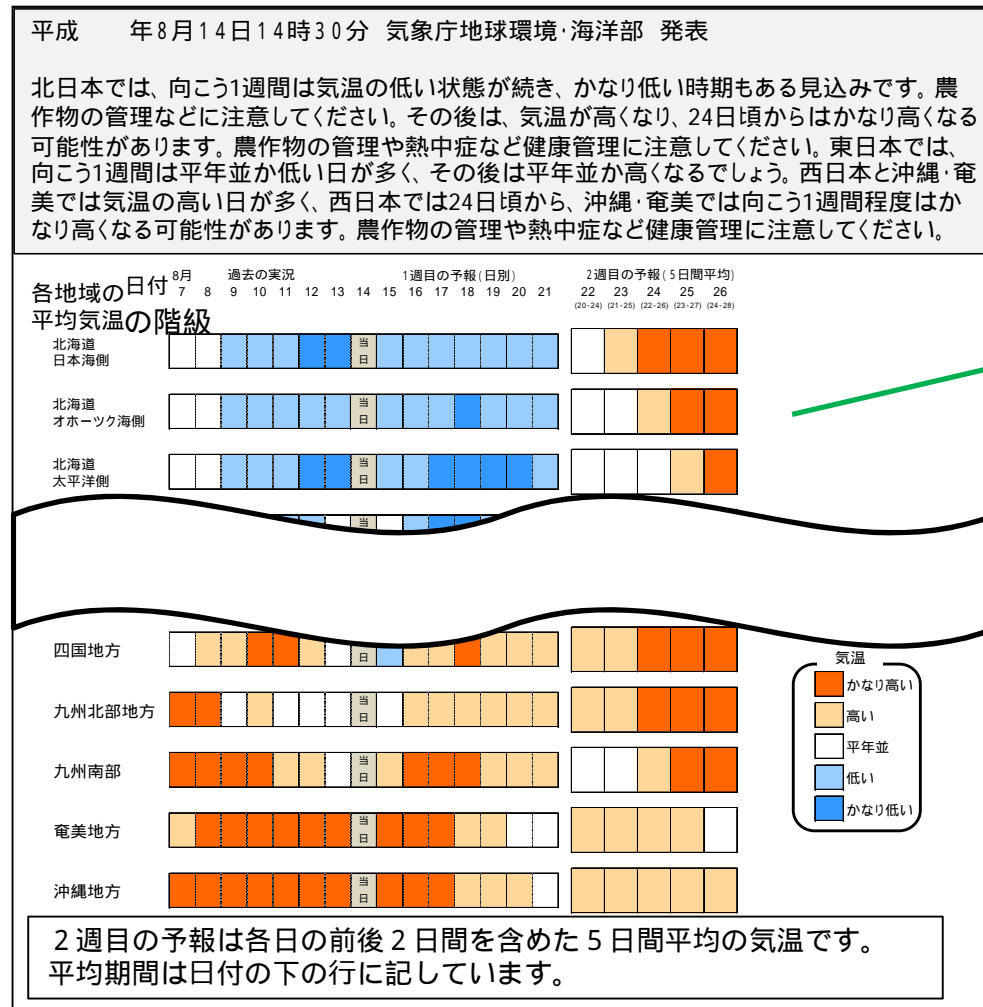 平成　　年8月14日14時30分 気象庁地球環境・海洋部 発表
北日本では、向こう1週間は気温の低い状態が続き、かなり低い時期もある見込みです。農
作物の管理などに注意してください。その後は、気温が高くなり、24日頃からはかなり高くなる
可能性があります。農作物の管理や熱中症など健康管理に注意してください。東日本では、
向こう1週間は平年並か低い日が多く、その後は平年並か高くなるでしょう。西日本と沖縄・奄
美では気温の高い日が多く、西日本では24日頃から、沖縄・奄美では向こう1週間程度はか
なり高くなる可能性があります。農作物の管理や熱中症など健康管理に注意してください。
8月 過去の実況 1週目の予報(日別) 2週目の予報(5日間平均)
各地域の日付 7 8 9 10 11 12 13 14 15 16 17 18 19 20 21 22 23 24 25 26
(20-24) (21-25) (22-26) (23-27) (24-28)
平均気温の階級
北海道
日本海側
当日
北海道
オホーツク海側
当日
北海道
太平洋側
当日
当
四国地方
日
九州北部地方
当日
九州南部
当日
奄美地方
当日
沖縄地方
当日
気温
かなり高い
高い
平年並
低い
かなり低い
2週目の予報は各日の前後2日間を含めた5日間平均の気温です。
平均期間は日付の下の行に記しています。